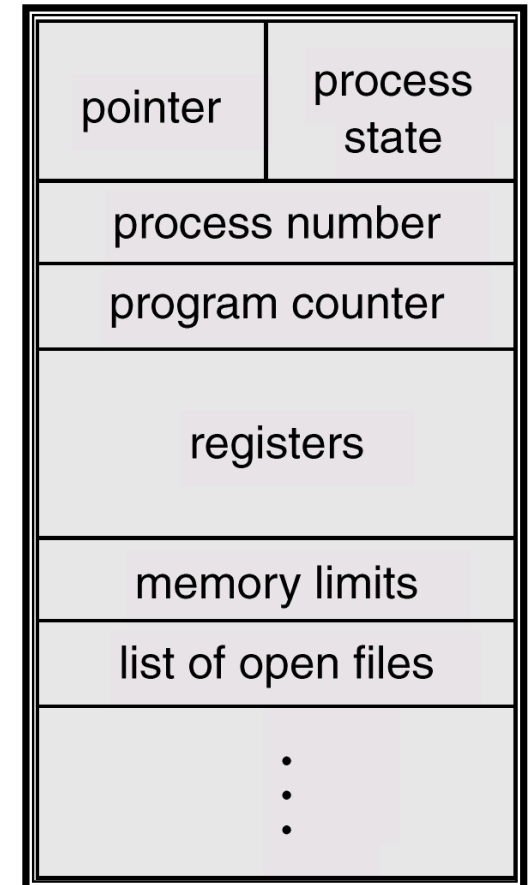 pointer
process
state
process number
program counter
registers
memory limits
list of open files